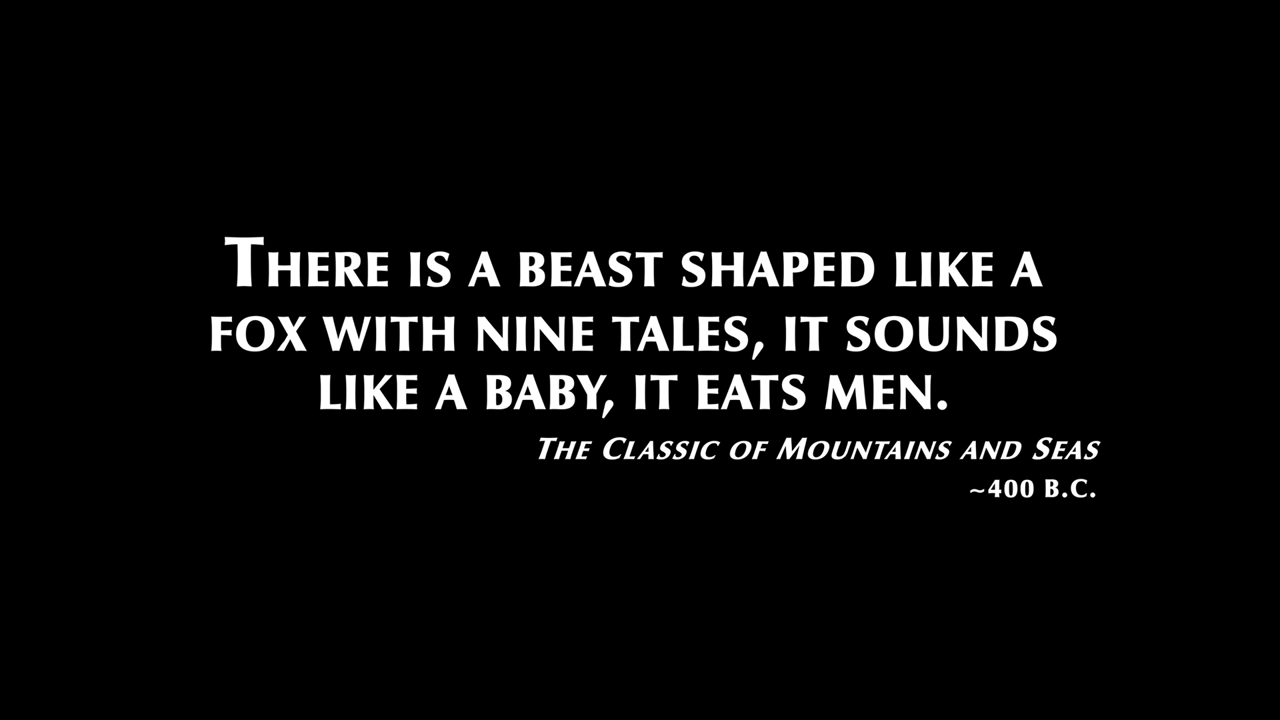 THERE IS A BEAST SHAPED LIKE A
FOX WITH NINE TALES, IT SOUNDS
LIKE A BABY, IT EATS MEN.
THE CLASSIC OF MOUNTAINS AND SEAS
~400 B.C.